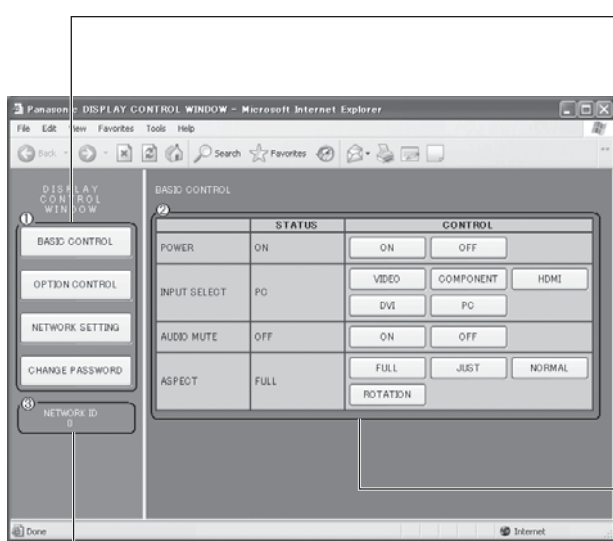 Panasonic DISPLAY CONTROL WINDOW - Microsoft Internet Explorer
File Edit View Favorites Tools Help
Back Search Favorites
DISPLAY
CONTROL
WINDOW
①
BASIC CONTROL
OPTION CONTROL
NETWORK SETTING
CHANGE PASSWORD
③
NETWORK ID
0
BASIC CONTROL
②
STATUS CONTROL
POWER ON ON OFF
INPUT SELECT PC VIDEO COMPONENT HDMI
DVI PC
AUDIO MUTE OFF ON OFF
ASPECT FULL FULL JUST NORMAL
ROTATION
Done Internet